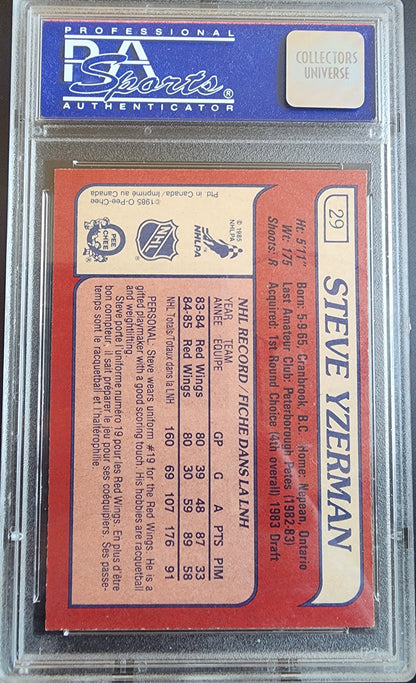 PROFESSIONAL
PSA
Sports®
AUTHENTICATOR
COLLECTORS
UNIVERSE
29
STEVE YZERMAN
Ht: 5'11" Born: 5-9-65, Cranbrook, B.C. Home: Nepean, Ontario
Wt: 175 Last Amateur Club: Peterborough Petes (1982-83)
Shoots: R Acquired: 1st Round Choice (4th overall) 1983 Draft
© 1985
NHLPA
NHL
O PEE CHEE
© 1985 O-Pee-Chee
Ptd. in Canada/Imprimé au Canada
NHL RECORD / FICHE DANS LA LNH
YEAR TEAM
ANNEE EQUIPE GP G A PTS PIM
83-84 Red Wings 80 39 48 87 33
84-85 Red Wings 80 30 59 89 58
NHL Totals/Totaux dans la LNH 160 69 107 176 91
PERSONAL: Steve wears uniform #19 for the Red Wings. He is a
gifted playmaker with a good scoring touch. His hobbies are racquetball
and weightlifting.
Steve porte l'uniforme numéro 19 pour les Red Wings. En plus d'être
bon compteur, il sait préparer des jeux pour ses coéquipiers. Ses passe-
temps sont le racquetball et l'haltérophilie.